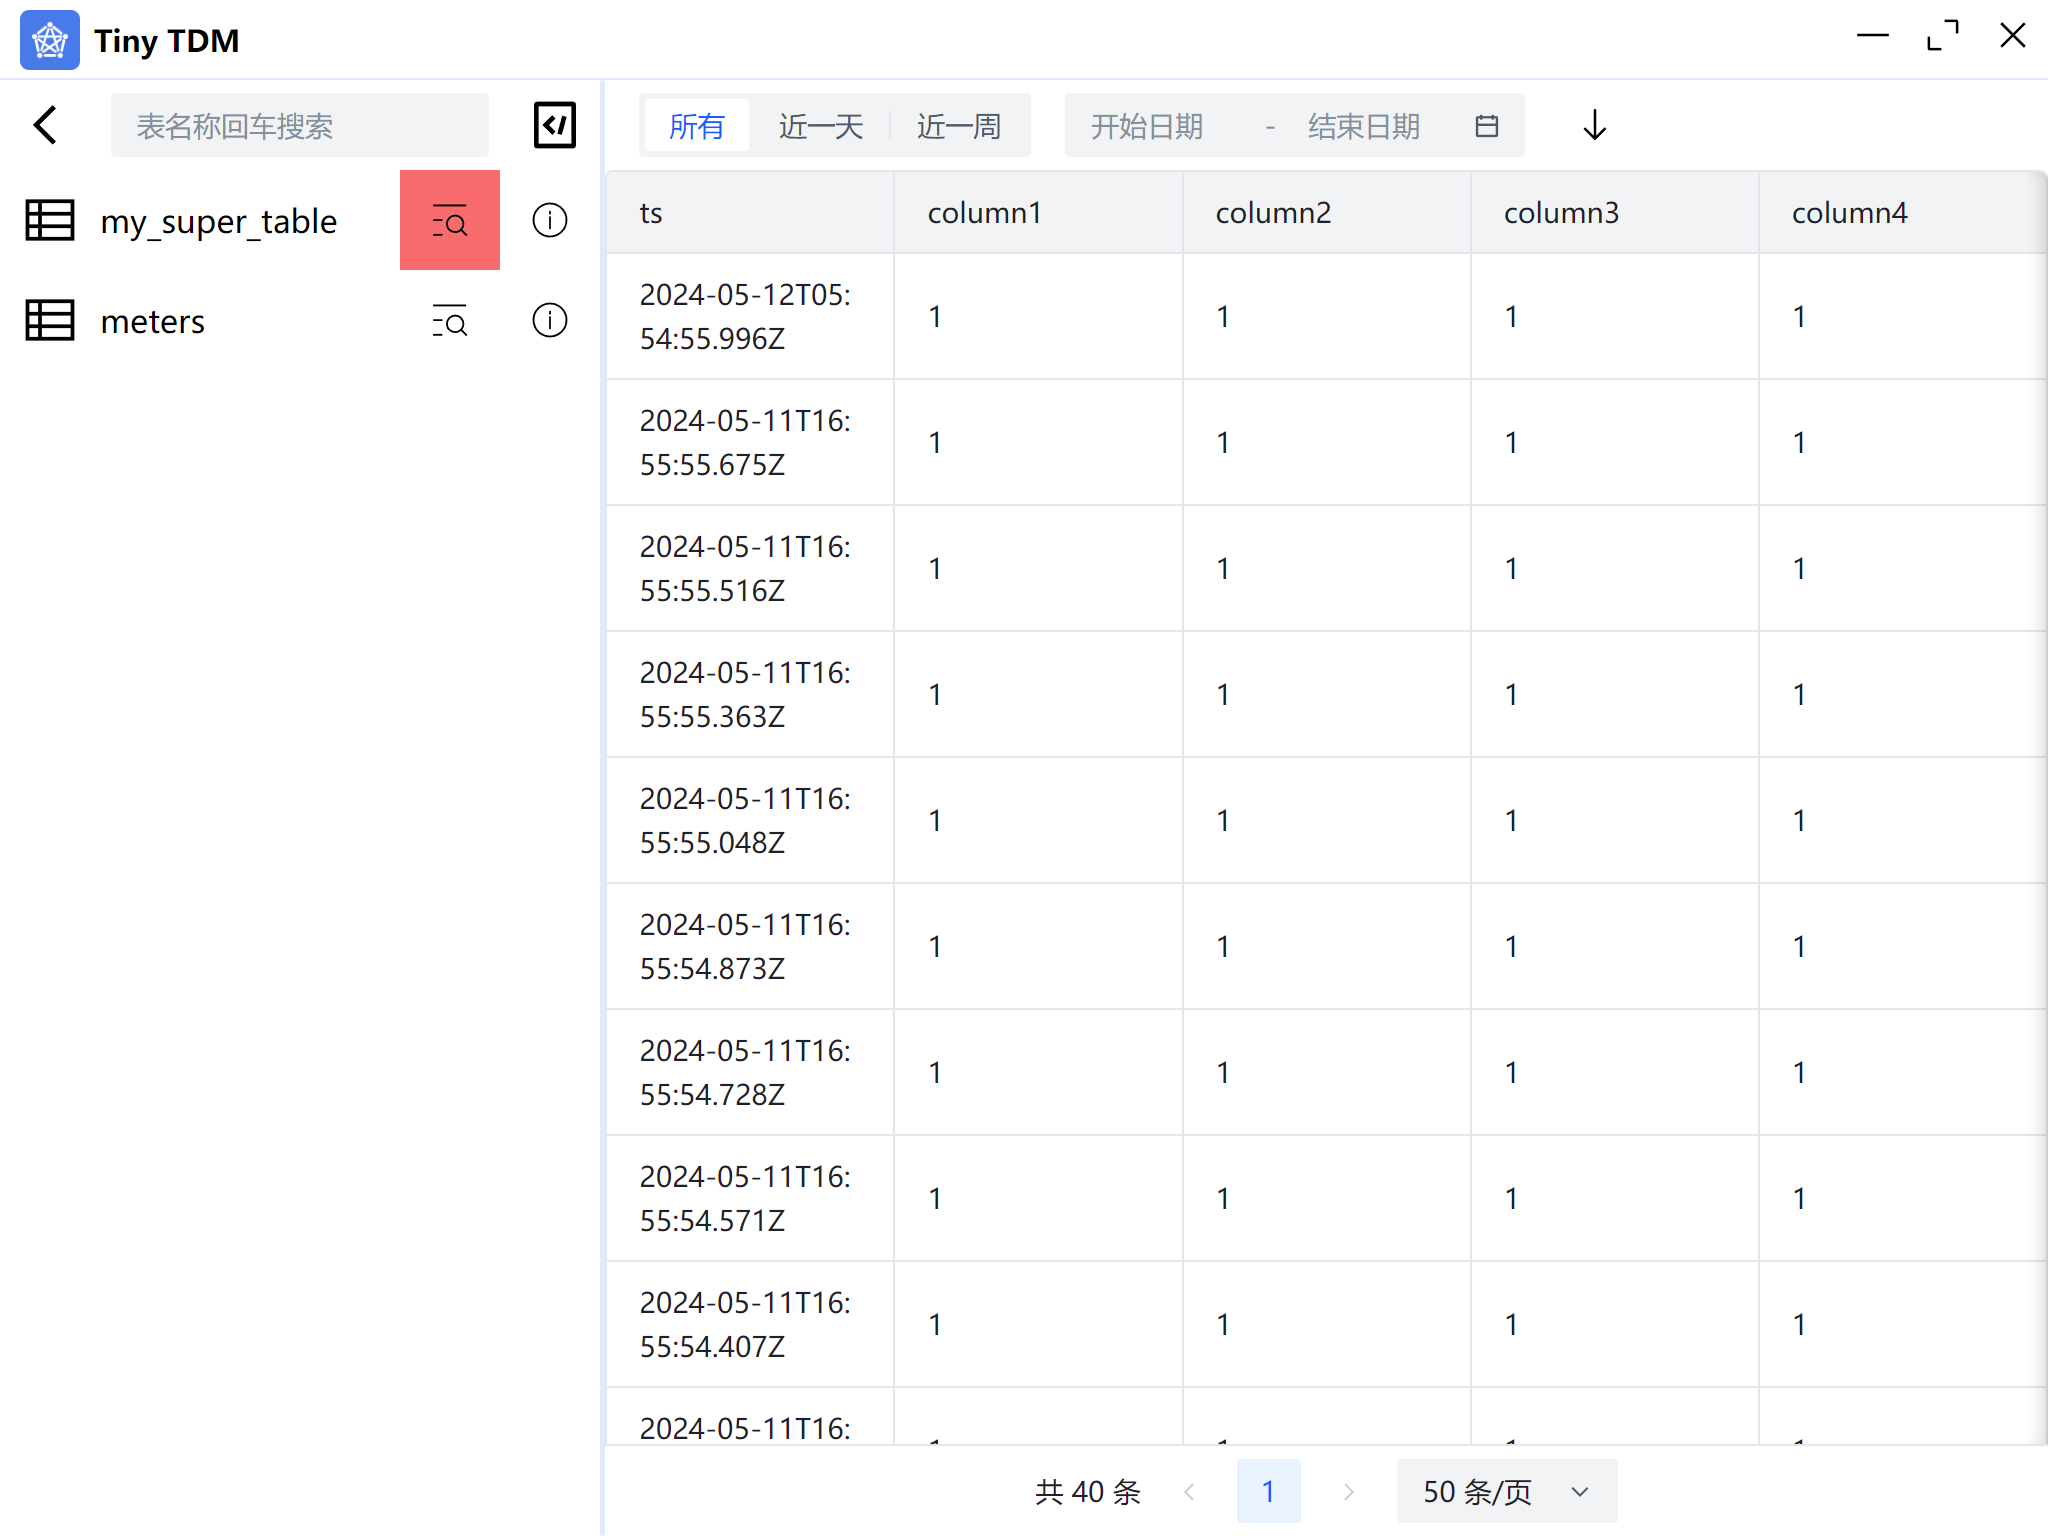 Tiny TDM
表名称回车搜索
my_super_table
meters
所有 近一天 近一周 开始日期 - 结束日期
ts column1 column2 column3 column4
2024-05-12T05:
54:55.996Z 1 1 1 1
2024-05-11T16:
55:55.675Z 1 1 1 1
2024-05-11T16:
55:55.516Z 1 1 1 1
2024-05-11T16:
55:55.363Z 1 1 1 1
2024-05-11T16:
55:55.048Z 1 1 1 1
2024-05-11T16:
55:54.873Z 1 1 1 1
2024-05-11T16:
55:54.728Z 1 1 1 1
2024-05-11T16:
55:54.571Z 1 1 1 1
2024-05-11T16:
55:54.407Z 1 1 1 1
2024-05-11T16:
共 40 条 1 50 条/页